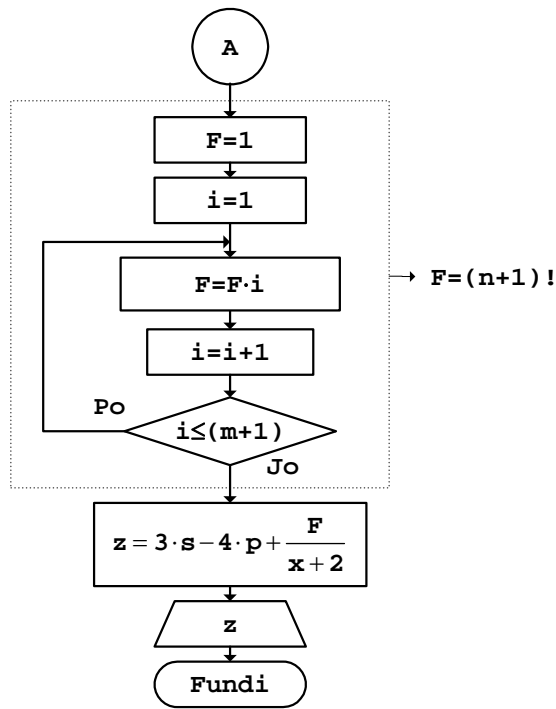 A
F=1
i=1
F=F·i
F=(n+1)!
i=i+1
Po
i≤(m+1)
Jo
z=3·s-4·p+F/x+2
z
Fundi